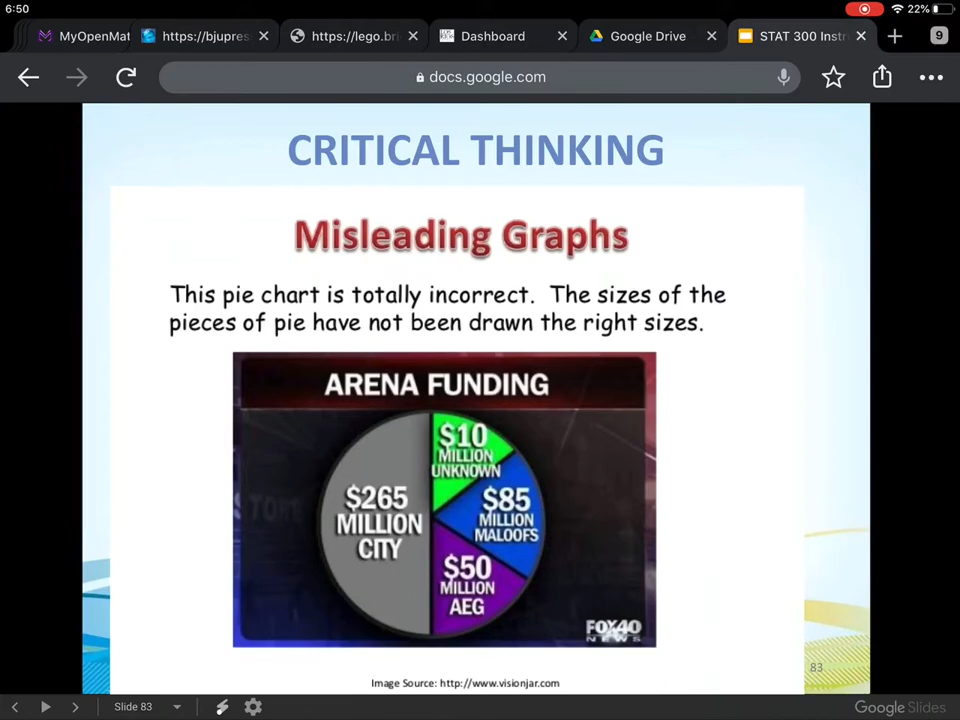 6:50
22%
MyOpenMat
https://bjupres
https://lego.bri
Dashboard
Google Drive
STAT 300 Instr
9
docs.google.com
CRITICAL THINKING
Misleading Graphs
This pie chart is totally incorrect. The sizes of the
pieces of pie have not been drawn the right sizes.
ARENA FUNDING
$10
MILLION
UNKNOWN
$265
MILLION
CITY
$85
MILLION
MALOOFS
$50
MILLION
AEG
FOX40
NEWS
83
Image Source: http://www.visionjar.com
Slide 83
Google Slides